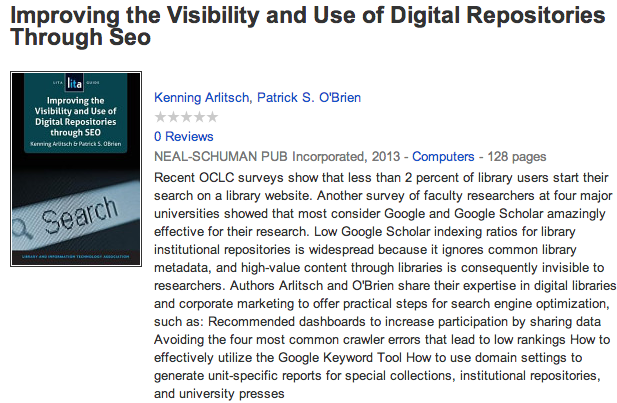 Improving the Visibility and Use of Digital Repositories
Through Seo
LITA lita GUIDE
Improving the
Visibility and Use of
Digital Repositories
through SEO
Kenning Arlitsch & Patrick S. OBrien
Search
LIBRARY AND INFORMATION TECHNOLOGY ASSOCIATION
Kenning Arlitsch, Patrick S. O'Brien
0 Reviews
NEAL-SCHUMAN PUB Incorporated, 2013 - Computers - 128 pages
Recent OCLC surveys show that less than 2 percent of library users start their
search on a library website. Another survey of faculty researchers at four major
universities showed that most consider Google and Google Scholar amazingly
effective for their research. Low Google Scholar indexing ratios for library
institutional repositories is widespread because it ignores common library
metadata, and high-value content through libraries is consequently invisible to
researchers. Authors Arlitsch and O'Brien share their expertise in digital libraries
and corporate marketing to offer practical steps for search engine optimization,
such as: Recommended dashboards to increase participation by sharing data
Avoiding the four most common crawler errors that lead to low rankings How to
effectively utilize the Google Keyword Tool How to use domain settings to
generate unit-specific reports for special collections, institutional repositories,
and university presses